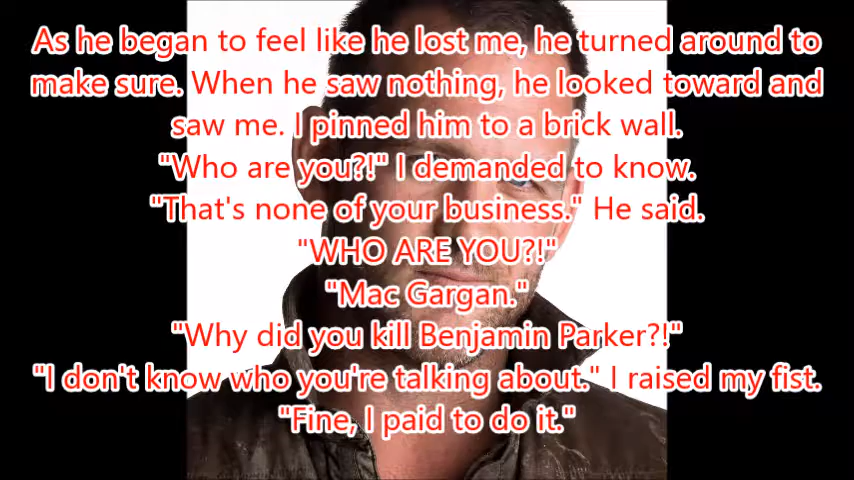 As he began to feel like he lost me, he turned around to
make sure. When he saw nothing, he looked toward and
saw me. I pinned him to a brick wall.
"Who are you?!" I demanded to know.
"That's none of your business." He said.
"WHO ARE YOU?!"
"Mac Gargan."
"Why did you kill Benjamin Parker?!"
"I don't know who you're talking about." I raised my fist.
"Fine, I paid to do it."